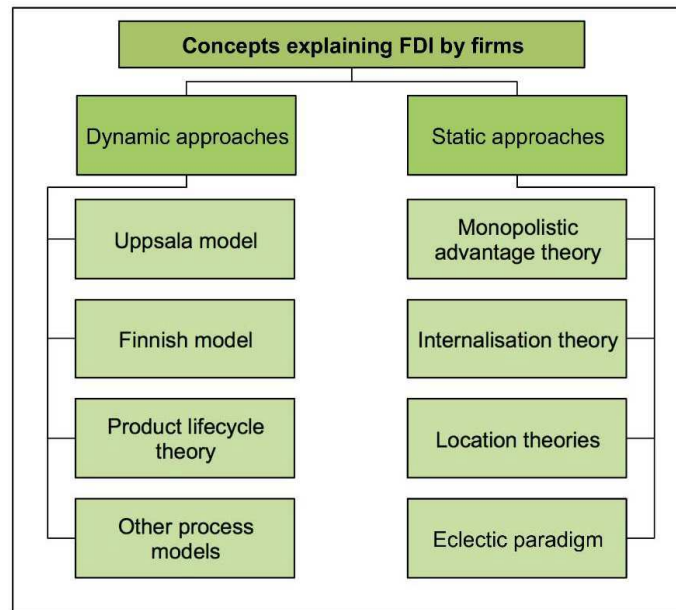 Concepts explaining FDI by firms
Dynamic approaches
Static approaches
Uppsala model
Monopolistic
advantage theory
Finnish model
Internalisation theory
Product lifecycle
theory
Location theories
Other process
models
Eclectic paradigm